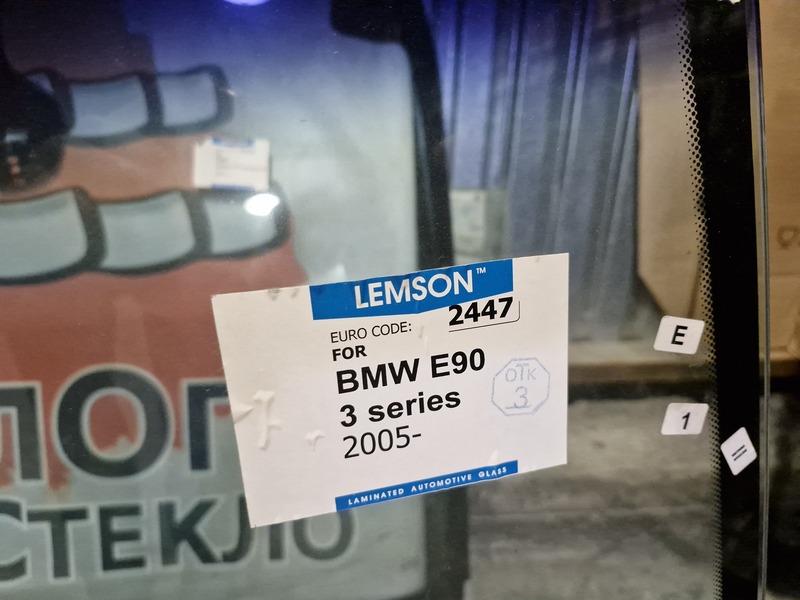 LEMSON™
EURO CODE: 2447
FOR
BMW E90
3 series
2005-
ОТК
3
LAMINATED AUTOMOTIVE GLASS
E
1
=
ЛОГ
СТЕКЛО